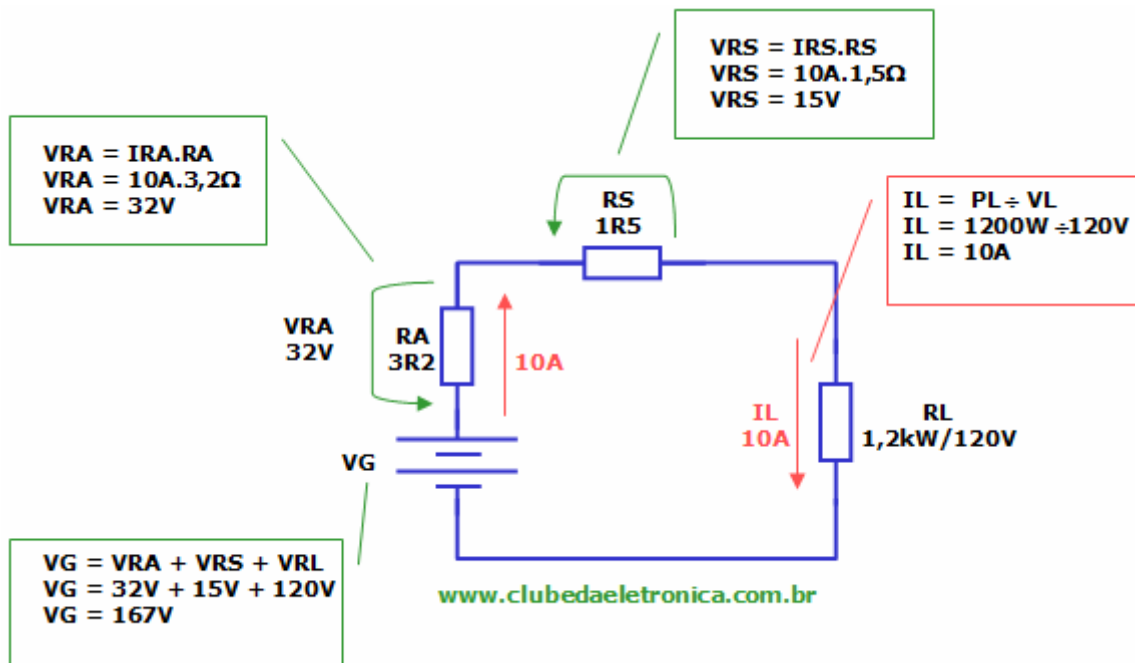 VRS = IRS.RS
VRS = 10A.1,5Ω
VRS = 15V
VRA = IRA.RA
VRA = 10A.3,2Ω
VRA = 32V
IL = PL ÷ VL
IL = 1200W ÷120V
IL = 10A
RS
1R5
VRA
32V
RA
3R2
10A
IL
10A
RL
1,2kW/120V
VG
VG = VRA + VRS + VRL
VG = 32V + 15V + 120V
VG = 167V
www.clubedaeletronica.com.br